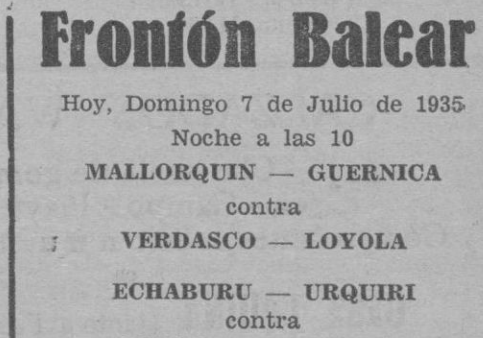 Frontón Balear
Hoy, Domingo 7 de Julio de 1935
Noche a las 10
MALLORQUIN — GUERNICA
contra
VERDASCO — LOYOLA
ECHABURU — URQUIRI
contra